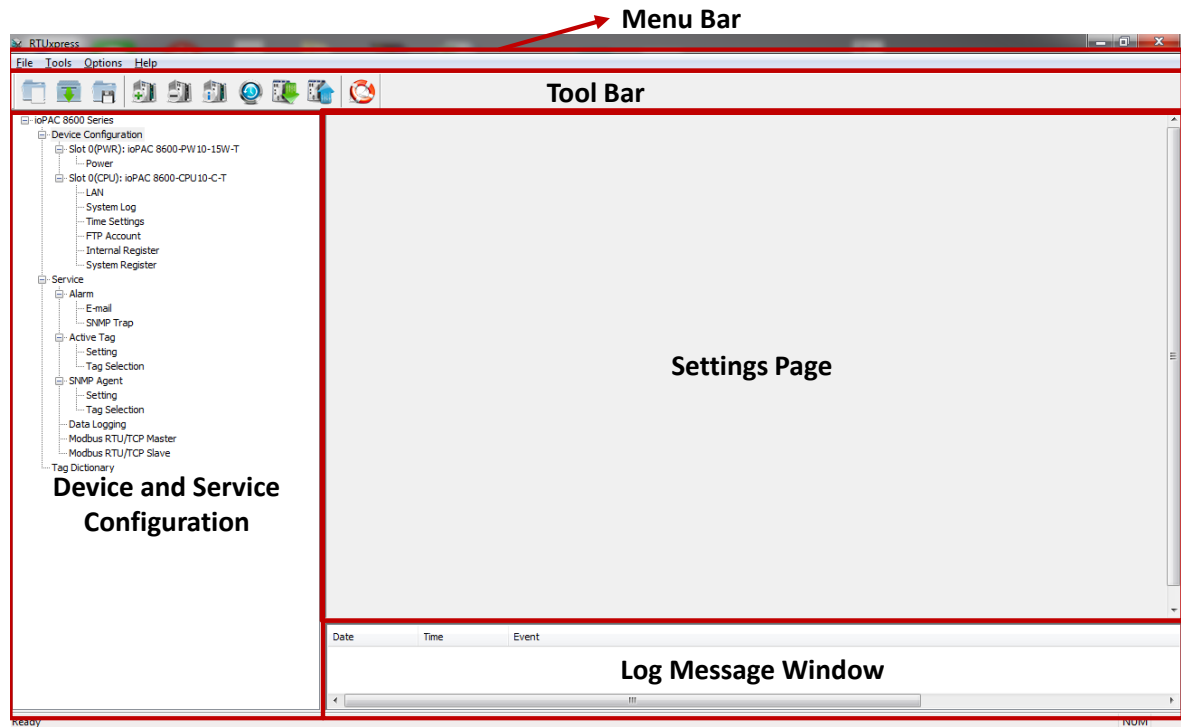 Menu Bar
RTUxpress
File Tools Options Help
Tool Bar
ioPAC 8600 Series
Device Configuration
Slot 0(PWR): ioPAC 8600-PW10-15W-T
Power
Slot 0(CPU): ioPAC 8600-CPU10-C-T
LAN
System Log
Time Settings
FTP Account
Internal Register
System Register
Service
Alarm
E-mail
SNMP Trap
Active Tag
Setting
Tag Selection
SNMP Agent
Setting
Tag Selection
Data Logging
Modbus RTU/TCP Master
Modbus RTU/TCP Slave
Tag Dictionary
Device and Service
Configuration
Settings Page
Date Time Event
Log Message Window
Ready NUM